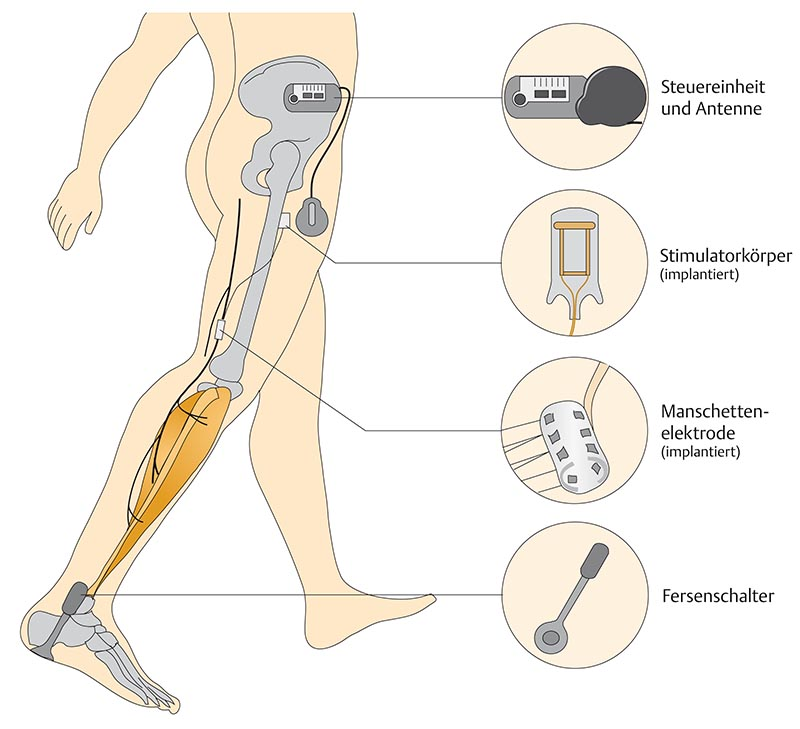 Steuereinheit
und Antenne
Stimulatorkörper
(implantiert)
Manschetten-
elektrode
(implantiert)
Fersenschalter